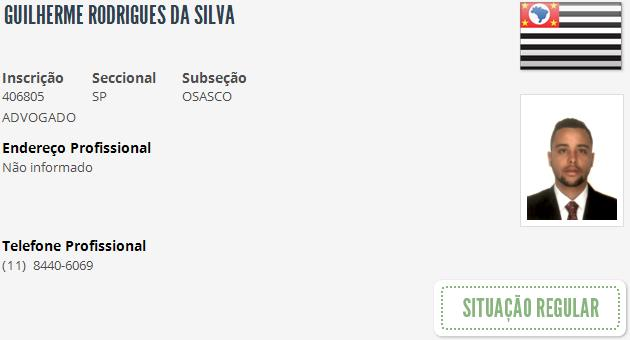 GUILHERME RODRIGUES DA SILVA
Inscrição Seccional Subseção
406805 SP OSASCO
ADVOGADO
Endereço Profissional
Não informado
Telefone Profissional
(11) 8440-6069
SITUAÇÃO REGULAR